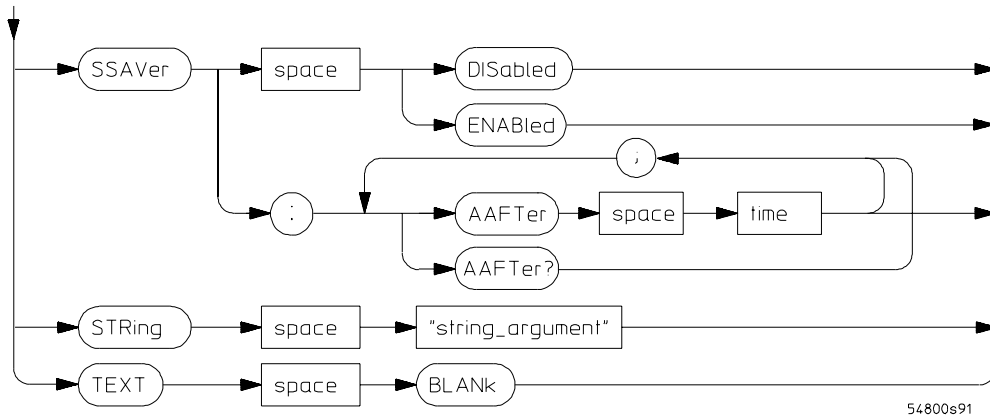 SSAVer space DISabled
ENABled
;
: AAFTer space time
AAFTer?
STRing space "string_argument"
TEXT space BLANk
54800s91